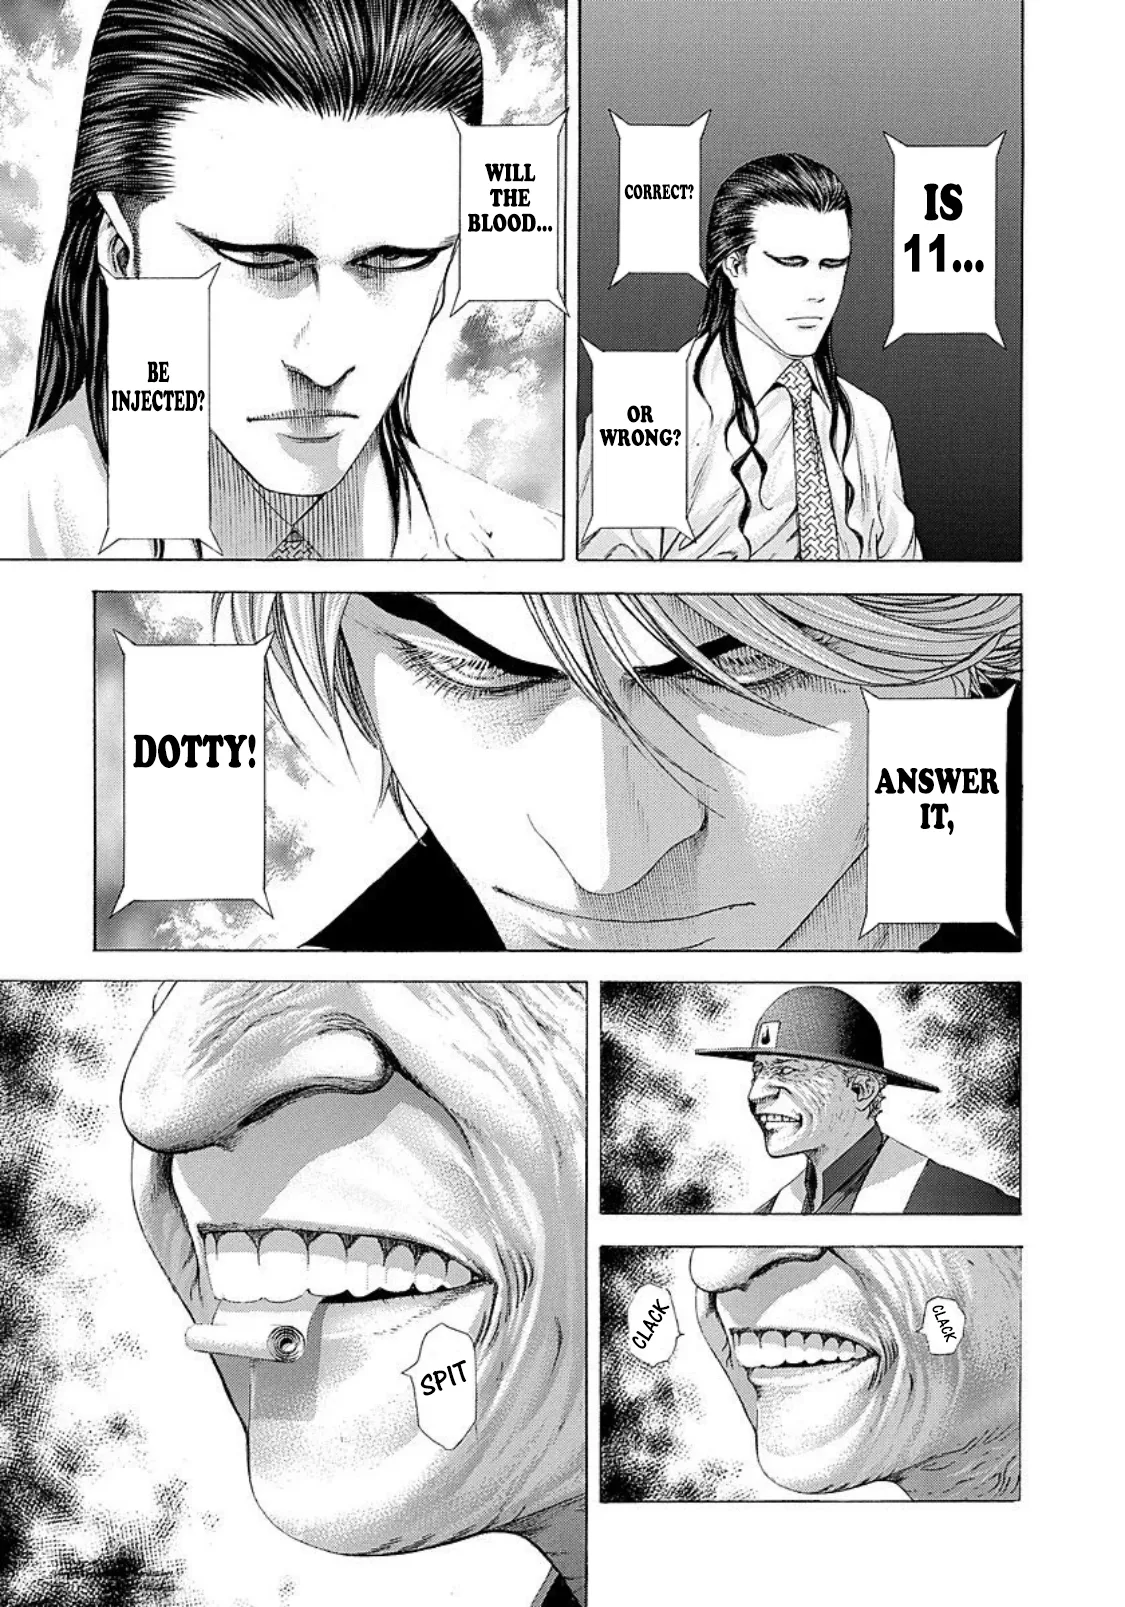 IS
11...
CORRECT?
OR
WRONG?
WILL
THE
BLOOD...
BE
INJECTED?
ANSWER
IT,
DOTTY!
CLACK
CLACK
SPIT